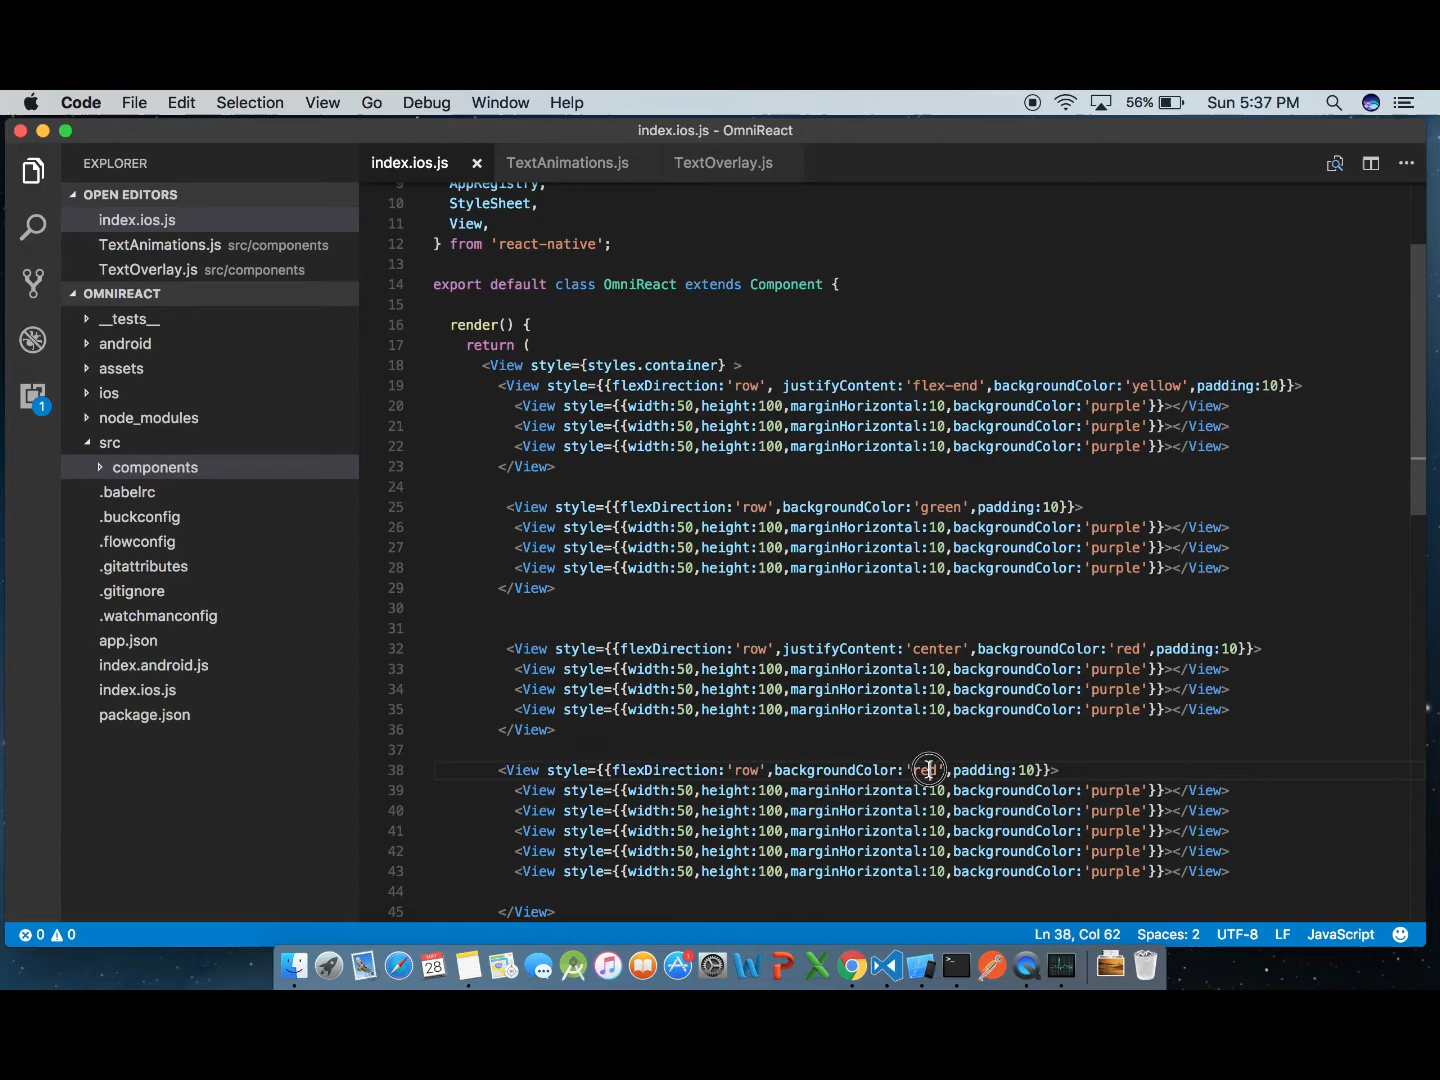 Code File Edit Selection View Go Debug Window Help 56% Sun 5:37 PM
index.ios.js - OmniReact
EXPLORER
OPEN EDITORS
index.ios.js
TextAnimations.js src/components
TextOverlay.js src/components
OMNIREACT
__tests__
android
assets
ios
node_modules
src
components
.babelrc
.buckconfig
.flowconfig
.gitattributes
.gitignore
.watchmanconfig
app.json
index.android.js
index.ios.js
package.json
1
index.ios.js × TextAnimations.js TextOverlay.js
9 AppRegistry,
10 StyleSheet,
11 View,
12 } from 'react-native';
13
14 export default class OmniReact extends Component {
15
16 render() {
17 return (
18 <View style={styles.container} >
19 <View style={{flexDirection:'row', justifyContent:'flex-end',backgroundColor:'yellow',padding:10}}>
20 <View style={{width:50,height:100,marginHorizontal:10,backgroundColor:'purple'}}></View>
21 <View style={{width:50,height:100,marginHorizontal:10,backgroundColor:'purple'}}></View>
22 <View style={{width:50,height:100,marginHorizontal:10,backgroundColor:'purple'}}></View>
23 </View>
24
25 <View style={{flexDirection:'row',backgroundColor:'green',padding:10}}>
26 <View style={{width:50,height:100,marginHorizontal:10,backgroundColor:'purple'}}></View>
27 <View style={{width:50,height:100,marginHorizontal:10,backgroundColor:'purple'}}></View>
28 <View style={{width:50,height:100,marginHorizontal:10,backgroundColor:'purple'}}></View>
29 </View>
30
31
32 <View style={{flexDirection:'row',justifyContent:'center',backgroundColor:'red',padding:10}}>
33 <View style={{width:50,height:100,marginHorizontal:10,backgroundColor:'purple'}}></View>
34 <View style={{width:50,height:100,marginHorizontal:10,backgroundColor:'purple'}}></View>
35 <View style={{width:50,height:100,marginHorizontal:10,backgroundColor:'purple'}}></View>
36 </View>
37
38 <View style={{flexDirection:'row',backgroundColor:'red',padding:10}}>
39 <View style={{width:50,height:100,marginHorizontal:10,backgroundColor:'purple'}}></View>
40 <View style={{width:50,height:100,marginHorizontal:10,backgroundColor:'purple'}}></View>
41 <View style={{width:50,height:100,marginHorizontal:10,backgroundColor:'purple'}}></View>
42 <View style={{width:50,height:100,marginHorizontal:10,backgroundColor:'purple'}}></View>
43 <View style={{width:50,height:100,marginHorizontal:10,backgroundColor:'purple'}}></View>
44
45 </View>
0 0 Ln 38, Col 62 Spaces: 2 UTF-8 LF JavaScript
28
1